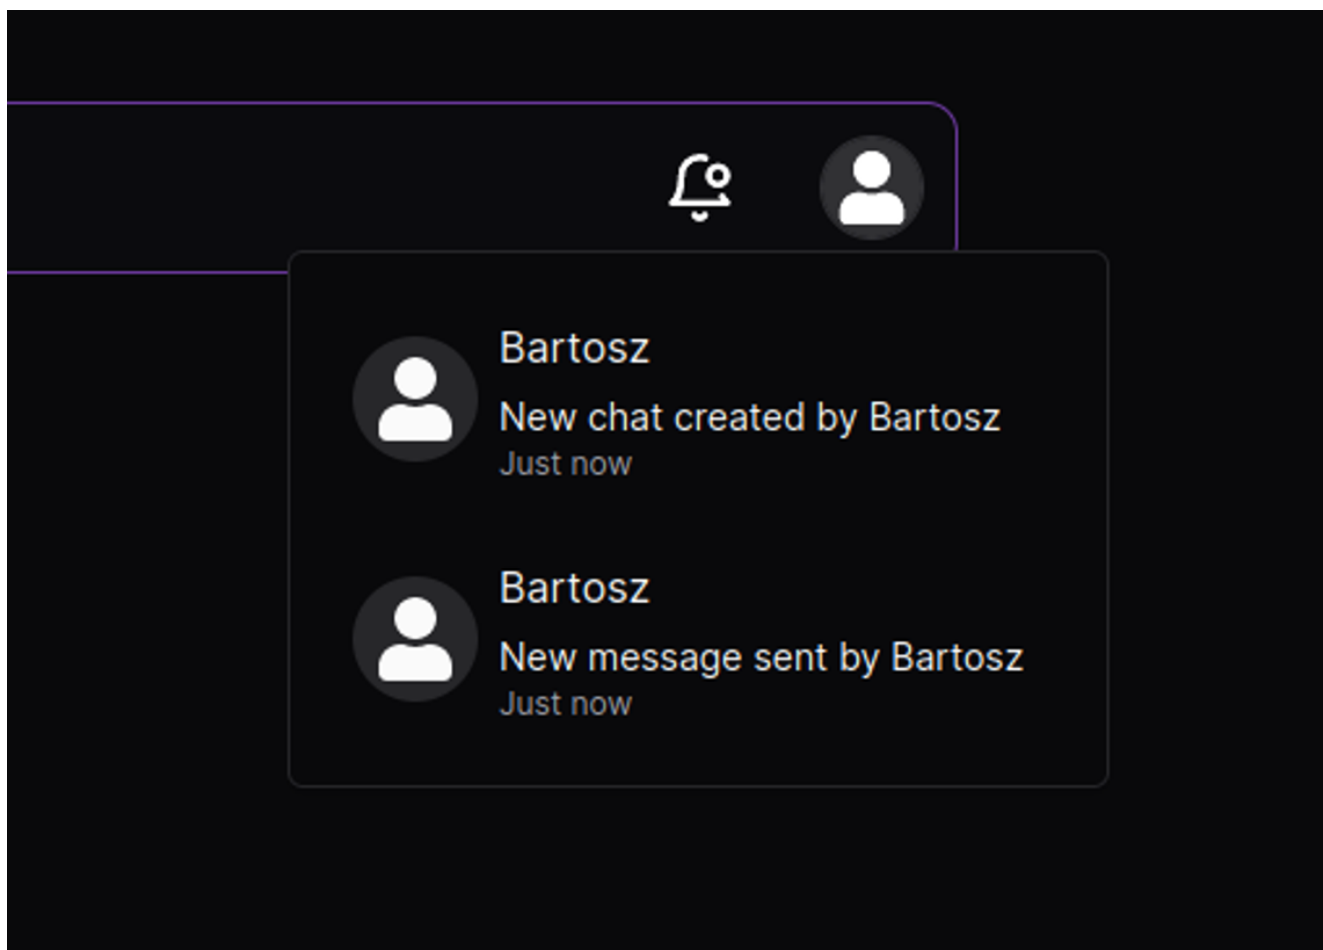 Bartosz
New chat created by Bartosz
Just now
Bartosz
New message sent by Bartosz
Just now